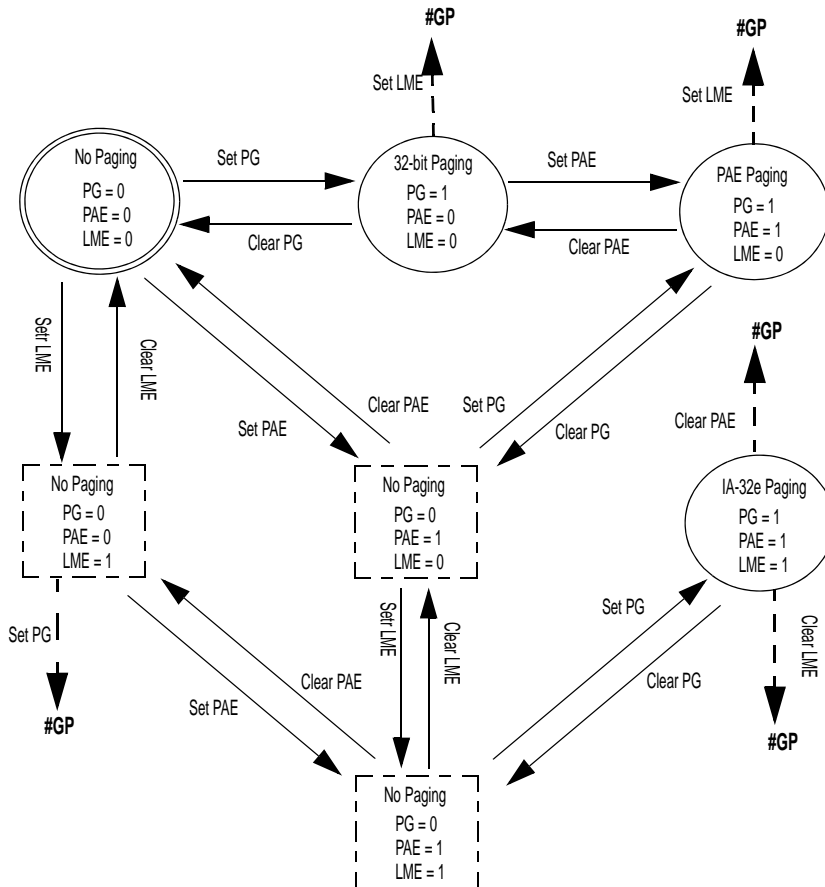 #GP
#GP
Set LME
Set LME
No Paging
PG = 0
PAE = 0
LME = 0
Set PG
Clear PG
32-bit Paging
PG = 1
PAE = 0
LME = 0
Set PAE
Clear PAE
PAE Paging
PG = 1
PAE = 1
LME = 0
Setr LME
Clear LME
Set PAE
Clear PAE
Set PG
Clear PG
#GP
Clear PAE
No Paging
PG = 0
PAE = 0
LME = 1
No Paging
PG = 0
PAE = 1
LME = 0
IA-32e Paging
PG = 1
PAE = 1
LME = 1
Set PG
#GP
Set PAE
Clear PAE
Setr LME
Clear LME
Set PG
Clear PG
Clear LME
#GP
No Paging
PG = 0
PAE = 1
LME = 1